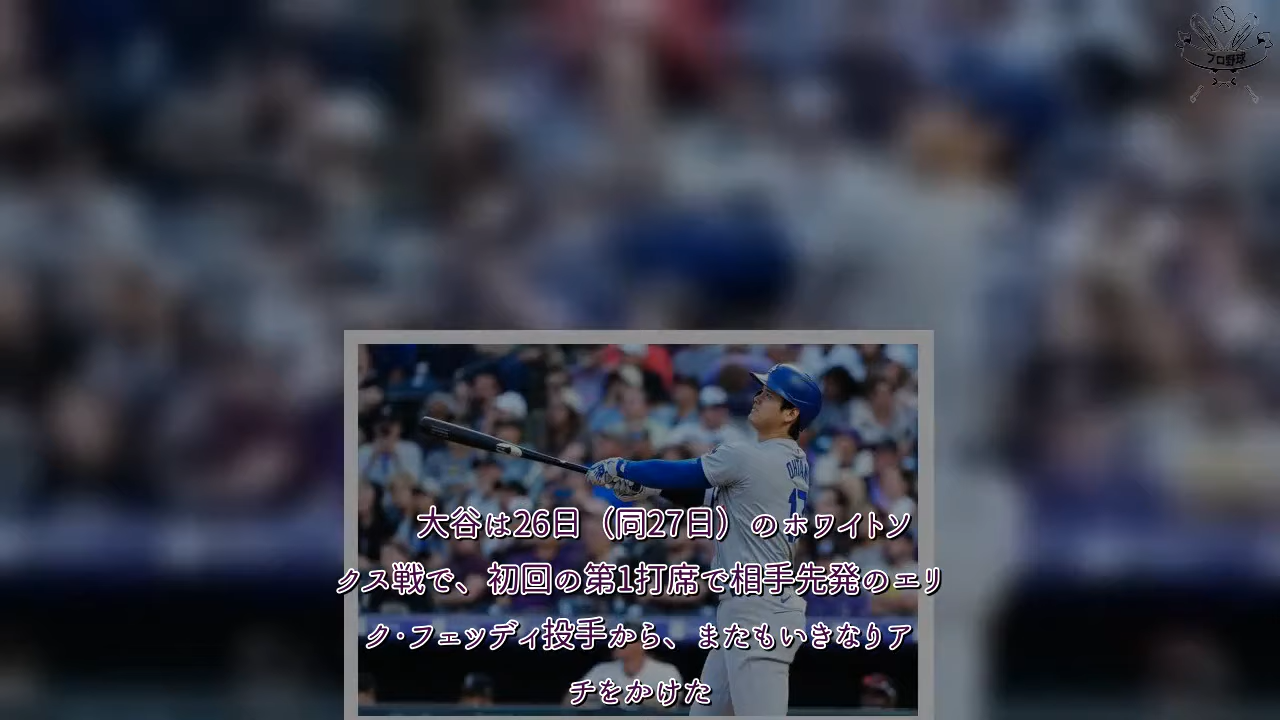 プロ野球
OHTANI
17
大谷は26日（同27日）のホワイトソ
クス戦で、初回の第1打席で相手先発のエリ
ク・フェッディ投手から、またもいきなりア
チをかけた